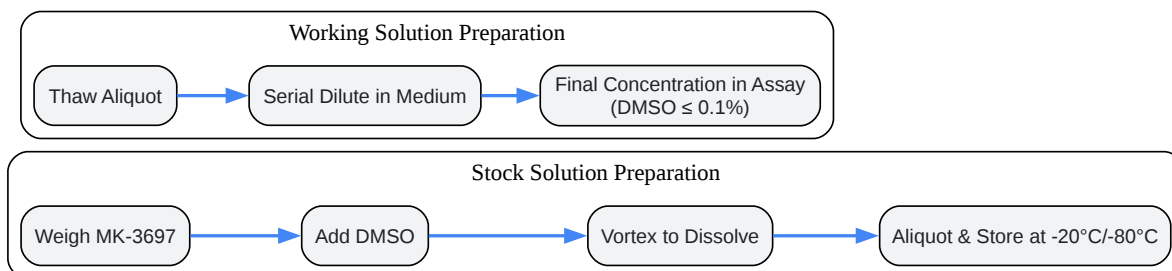 Working Solution Preparation
Thaw Aliquot
Serial Dilute in Medium
Final Concentration in Assay
(DMSO ≤ 0.1%)
Stock Solution Preparation
Weigh MK-3697
Add DMSO
Vortex to Dissolve
Aliquot & Store at -20°C/-80°C